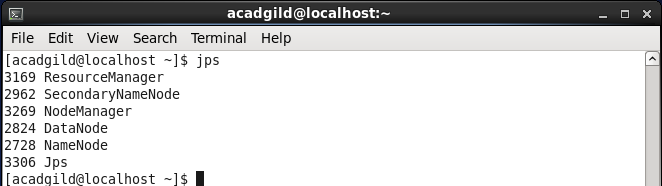 acadgild@localhost:~
File Edit View Search Terminal Help
[acadgild@localhost ~]$ jps
3169 ResourceManager
2962 SecondaryNameNode
3269 NodeManager
2824 DataNode
2728 NameNode
3306 Jps
[acadgild@localhost ~]$